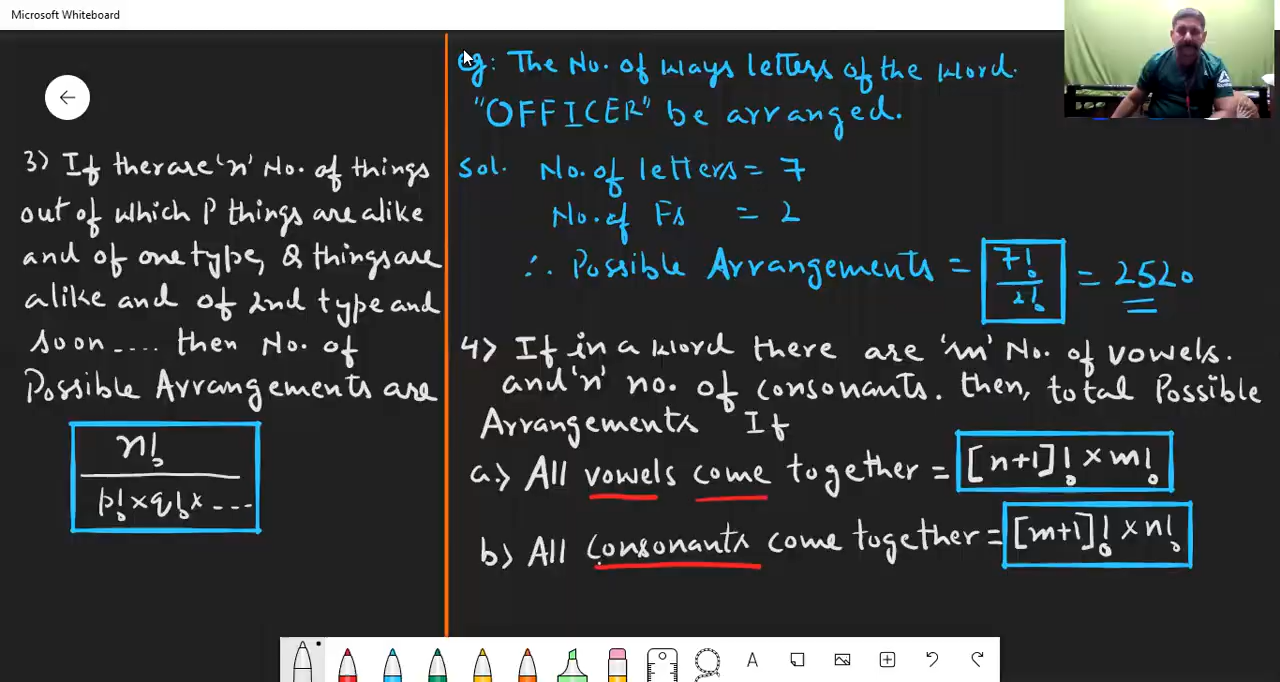 Microsoft Whiteboard
3) If there are 'n' No. of things
out of which P things are alike
and of one type, Q things are
alike and of 2nd type and
soon.... then No. of
Possible Arrangements are
n!
p! × q! × ----
eg: The No. of ways letters of the word.
"OFFICER" be arranged.
Sol. No. of letters = 7
No. of Fs = 2
∴ Possible Arrangements = 7!/2! = 2520
4) If in a word there are 'm' No. of vowels.
and 'n' no. of consonants. then, total Possible
Arrangements If
a.) All vowels come together = [n+1]! × m!
b) All consonants come together = [m+1]! × n!
A